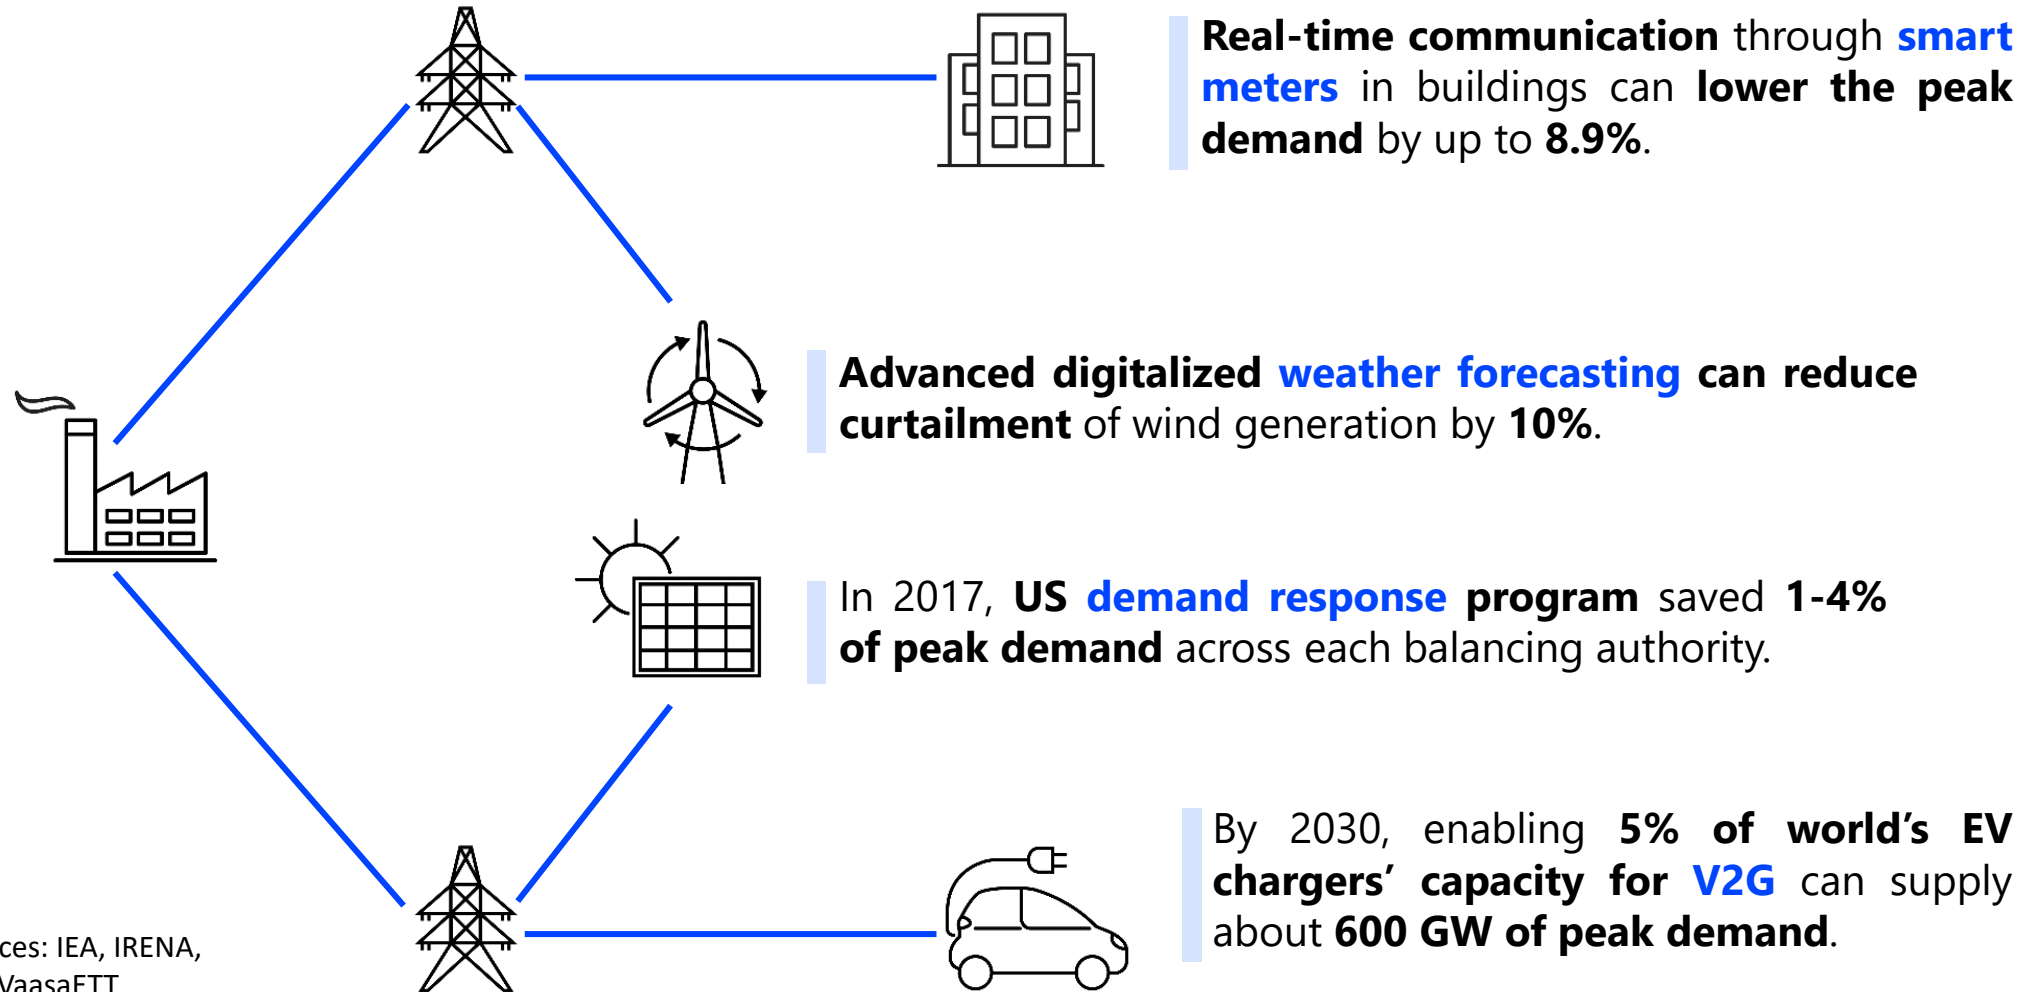 Real-time communication through smart
meters in buildings can lower the peak
demand by up to 8.9%.
Advanced digitalized weather forecasting can reduce
curtailment of wind generation by 10%.
In 2017, US demand response program saved 1-4%
of peak demand across each balancing authority.
By 2030, enabling 5% of world’s EV
chargers’ capacity for V2G can supply
about 600 GW of peak demand.
ces: IEA, IRENA,
VaasaETT